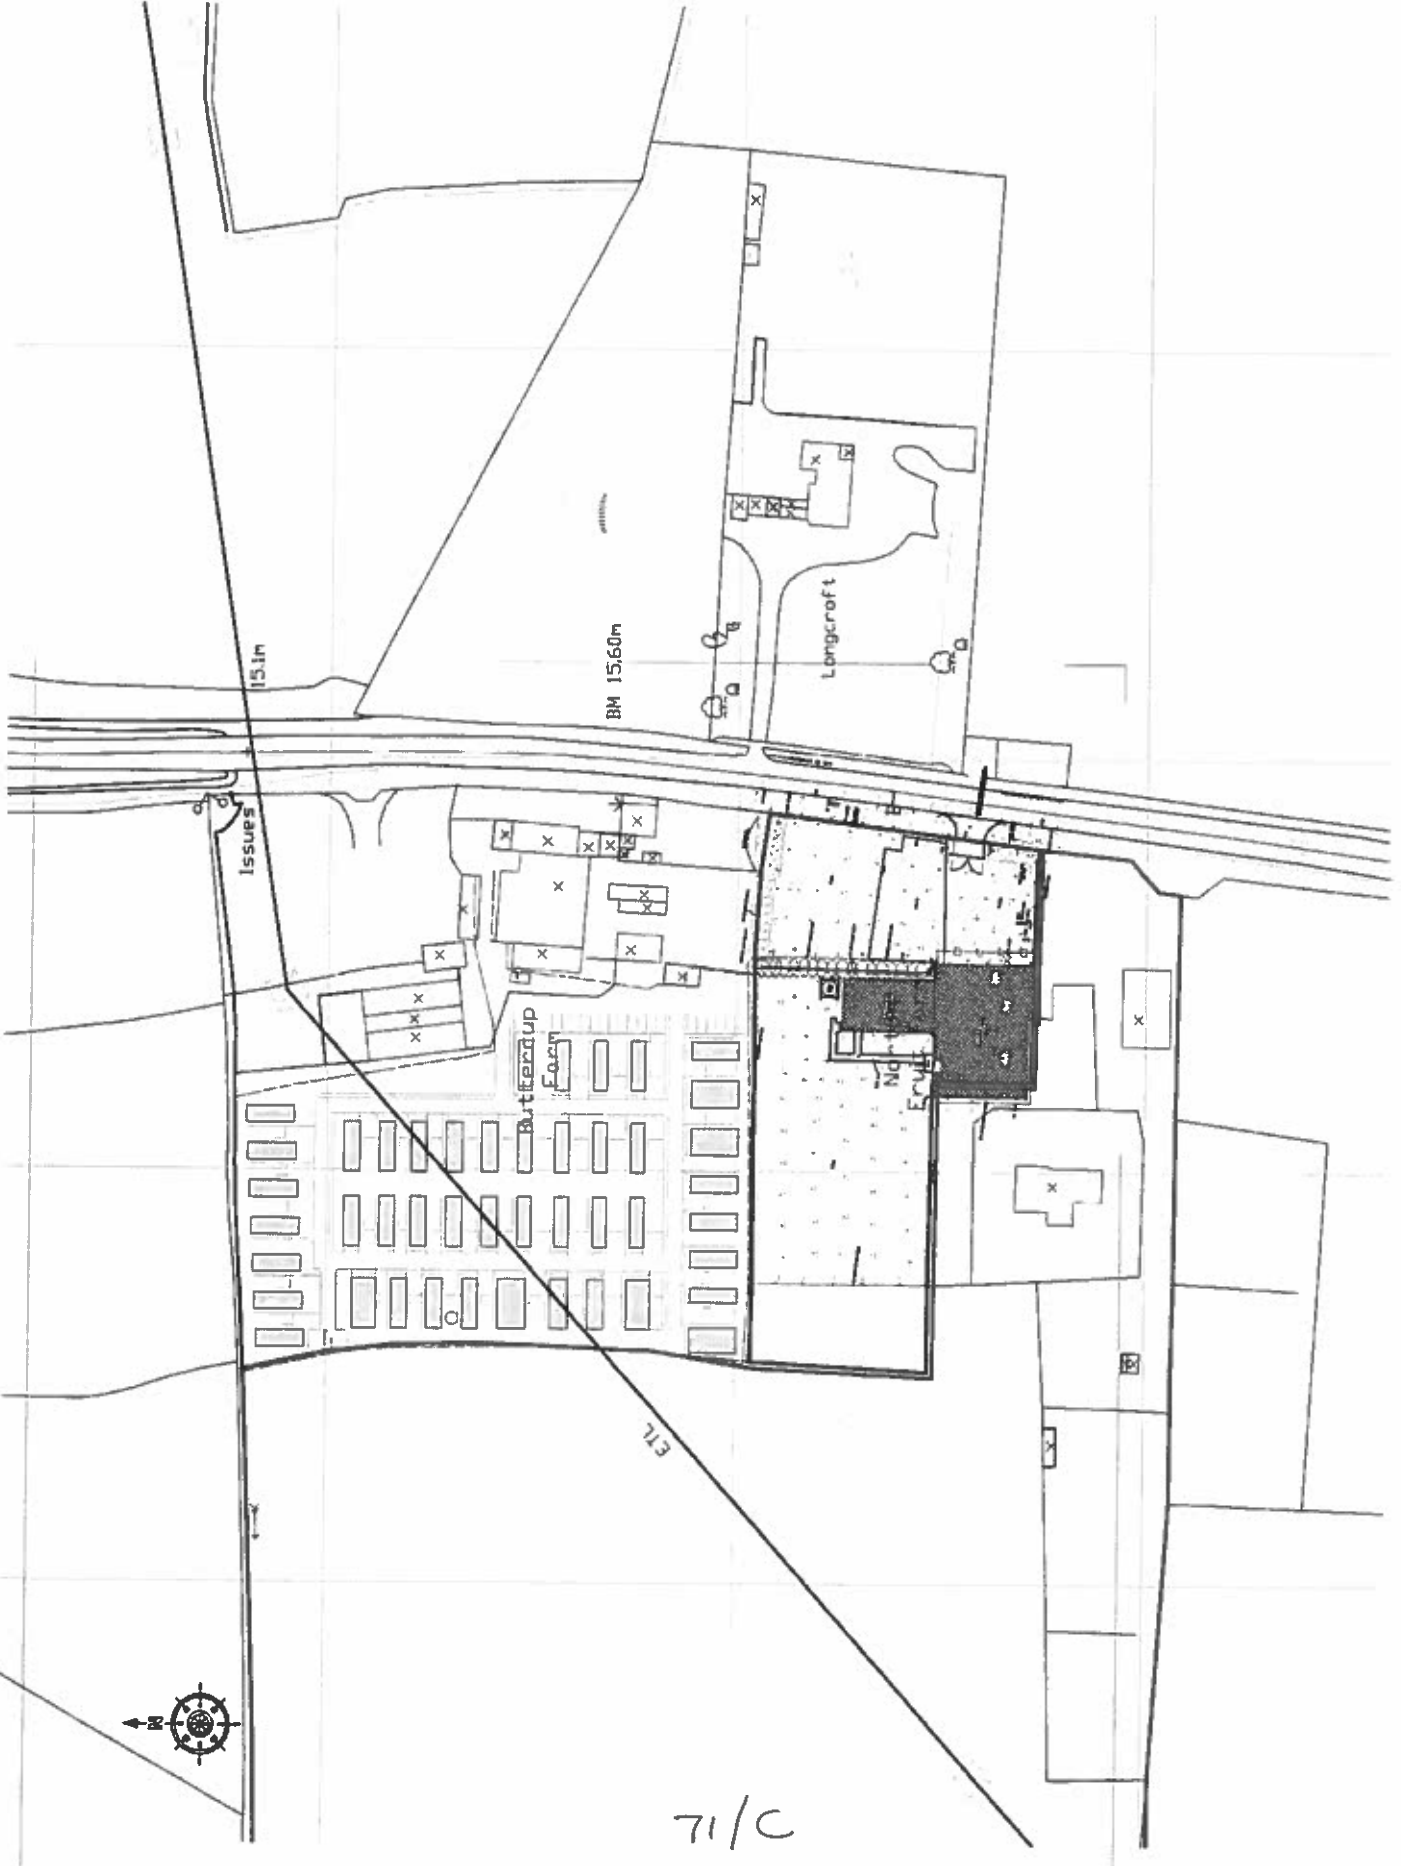 15.1m
Issues
BM 15.60m
Longcroft
Buttercup
Farm
ETL
71/C